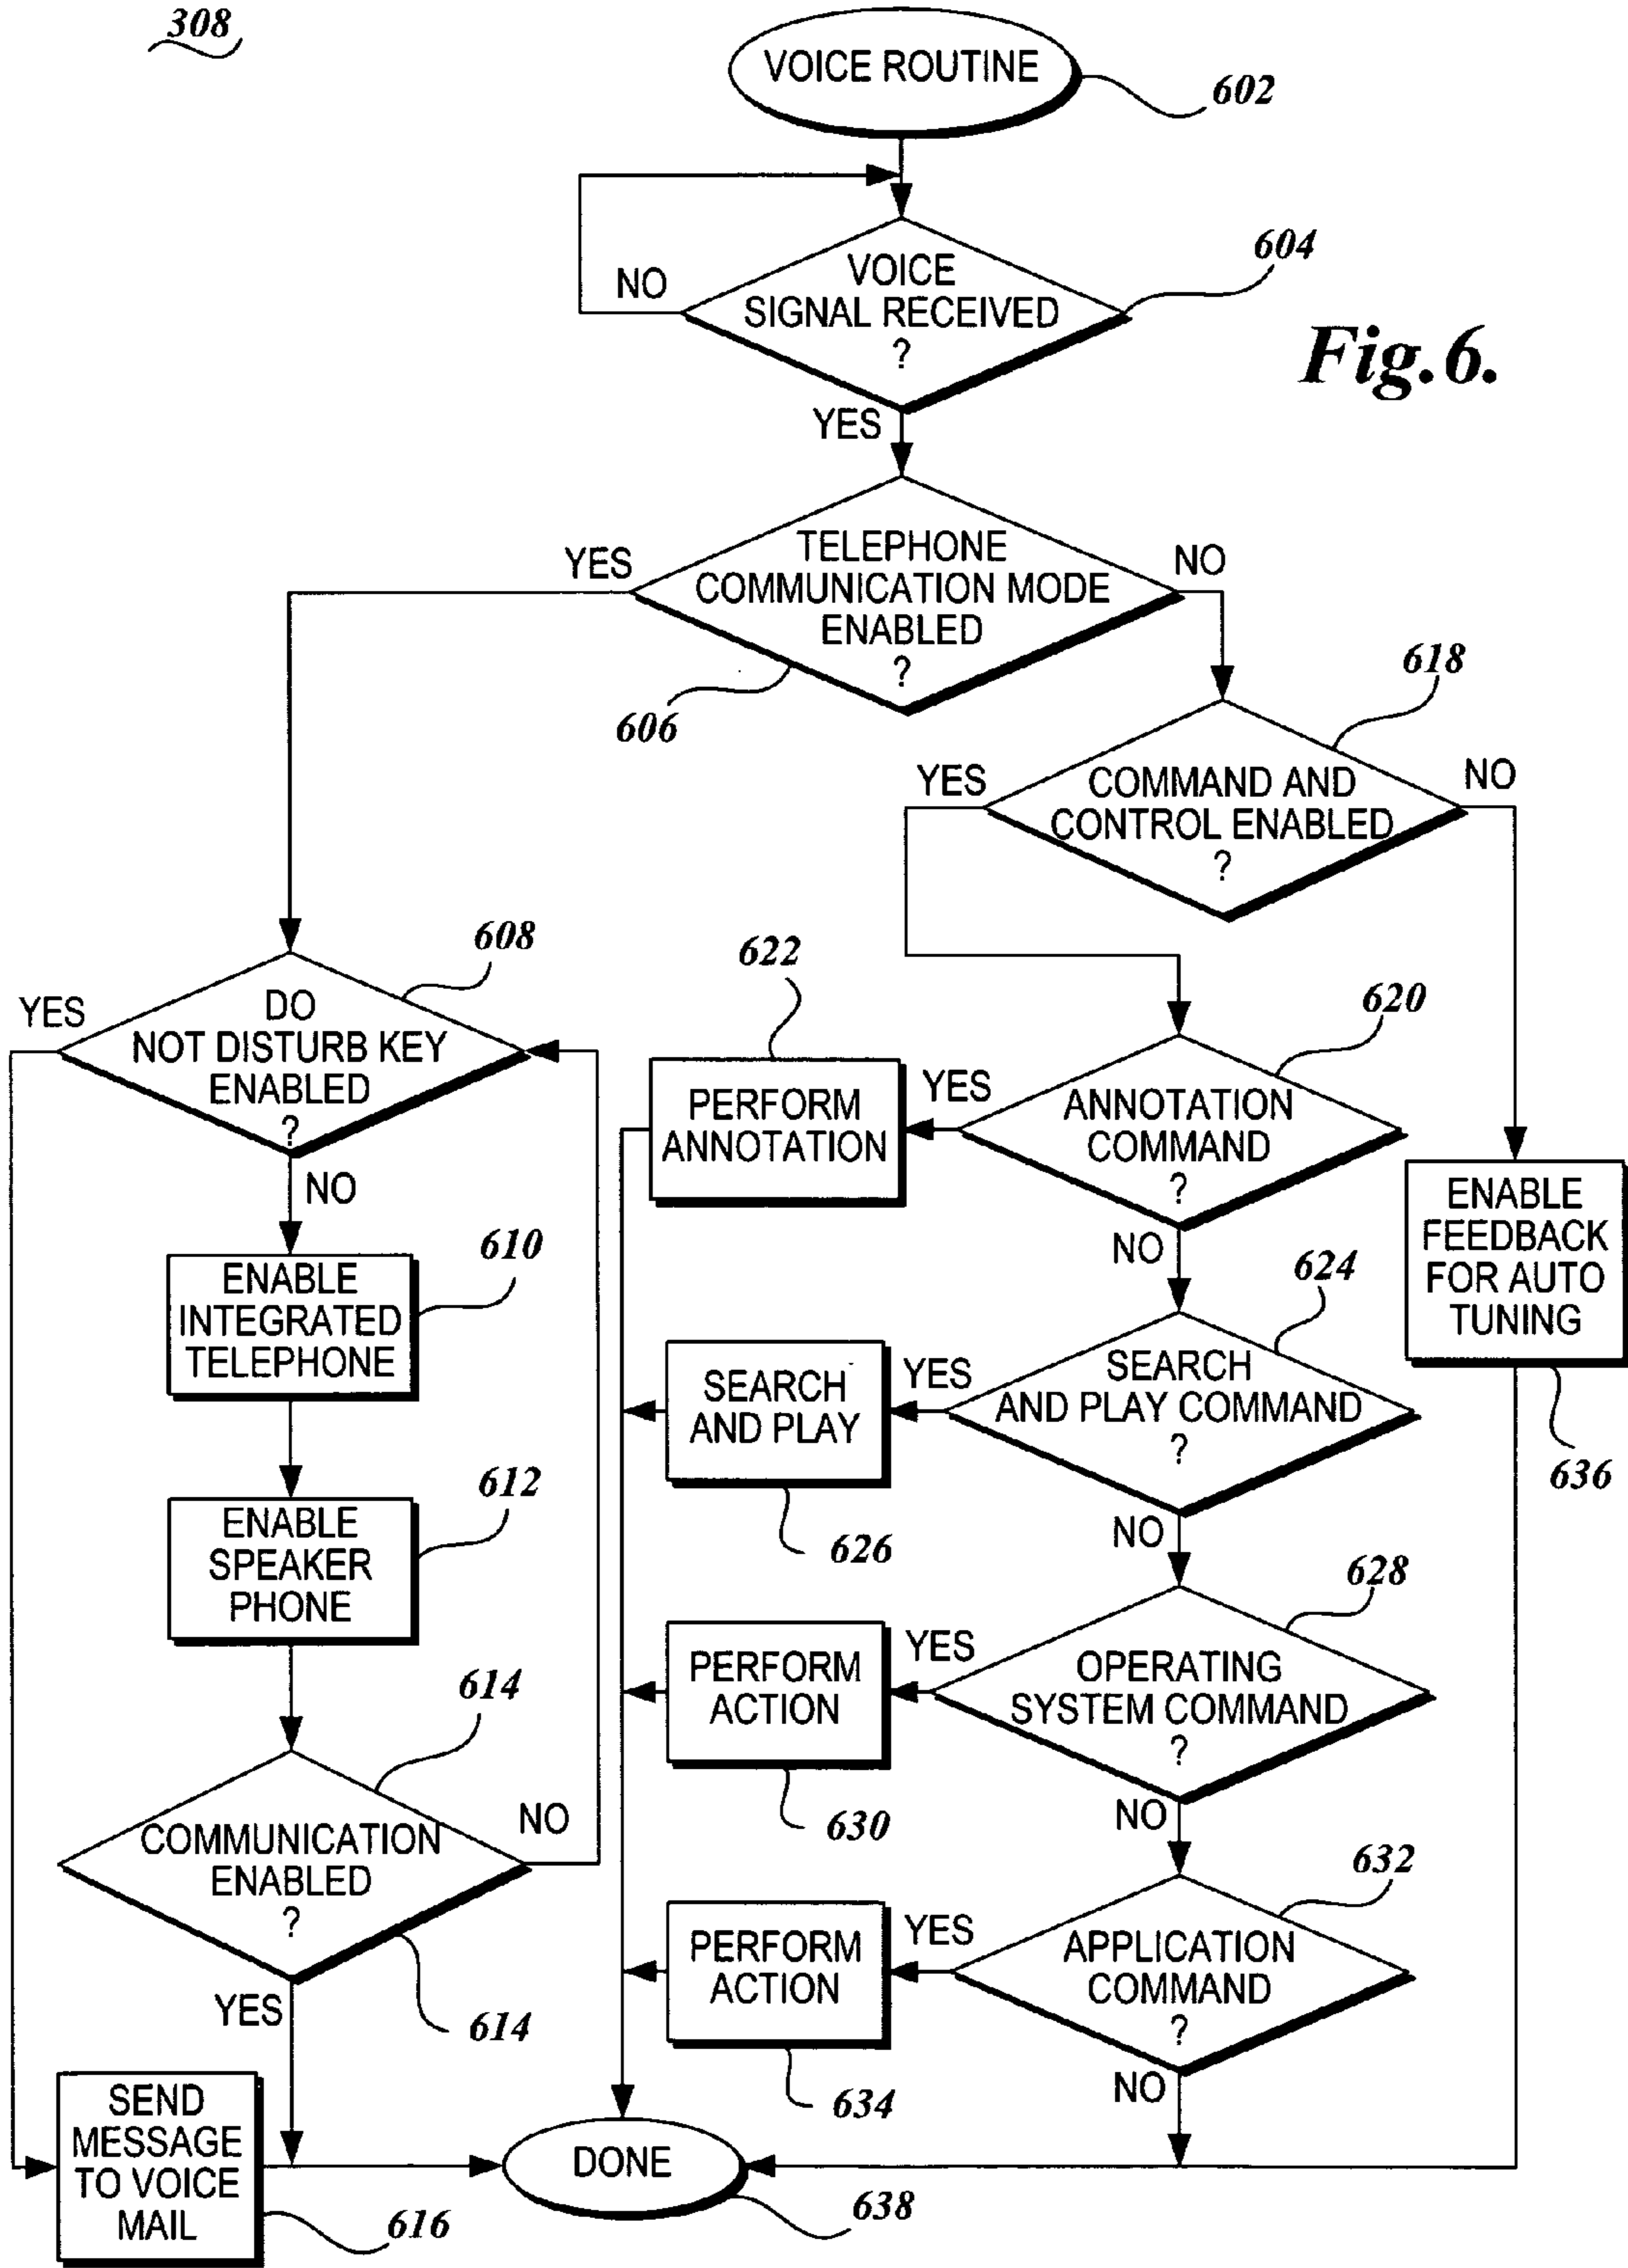 308
VOICE ROUTINE
602
NO
VOICE
SIGNAL RECEIVED
?
604
Fig.6.
YES
YES
TELEPHONE
COMMUNICATION MODE
ENABLED
?
NO
606
618
YES
COMMAND AND
CONTROL ENABLED
?
NO
608
YES
DO
NOT DISTURB KEY
ENABLED
?
NO
622
PERFORM
ANNOTATION
YES
620
ANNOTATION
COMMAND
?
NO
ENABLE
FEEDBACK
FOR AUTO
TUNING
636
610
ENABLE
INTEGRATED
TELEPHONE
624
SEARCH
AND PLAY
YES
SEARCH
AND PLAY COMMAND
?
626
NO
612
ENABLE
SPEAKER
PHONE
628
PERFORM
ACTION
YES
OPERATING
SYSTEM COMMAND
?
630
NO
614
COMMUNICATION
ENABLED
?
NO
YES
614
632
PERFORM
ACTION
YES
APPLICATION
COMMAND
?
634
NO
SEND
MESSAGE
TO VOICE
MAIL
616
DONE
638